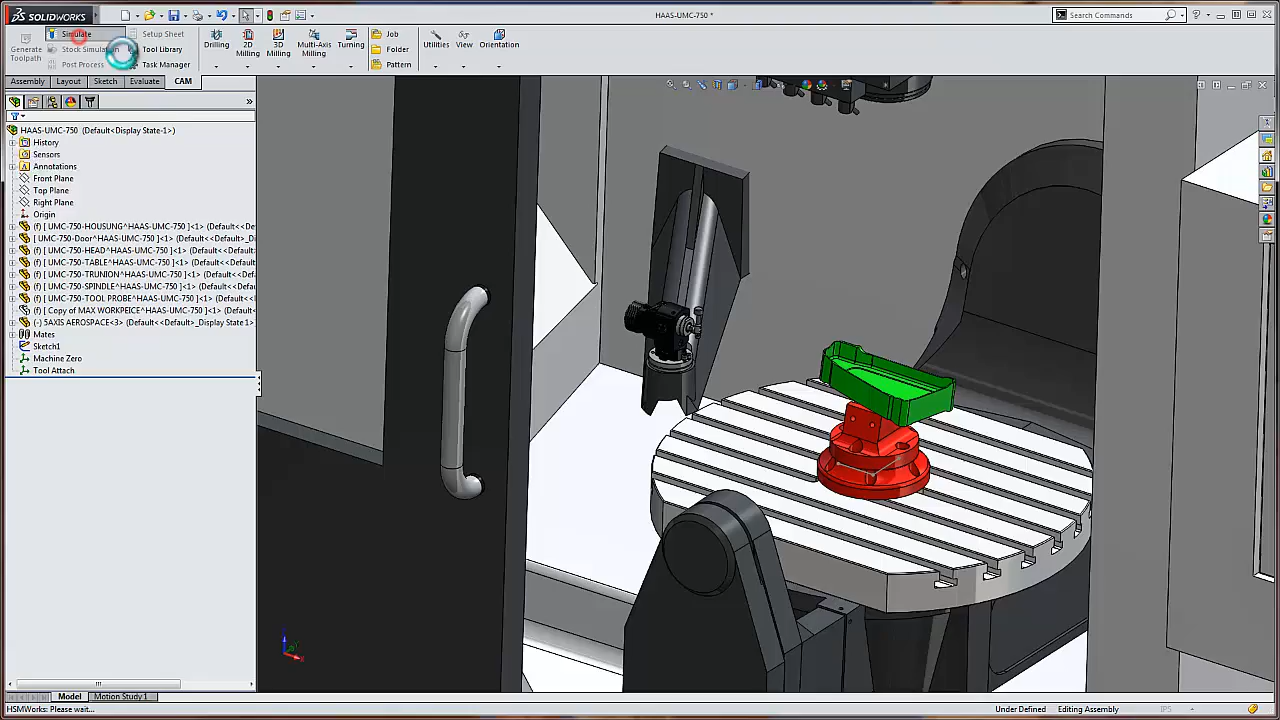 SOLIDWORKS
HAAS-UMC-750 *
Search Commands
Generate Toolpath
Simulate
Stock Simulation
Post Process
Setup Sheet
Tool Library
Task Manager
Drilling
2D Milling
3D Milling
Multi-Axis Milling
Turning
Job
Folder
Pattern
Utilities
View
Orientation
Assembly
Layout
Sketch
Evaluate
CAM
HAAS-UMC-750 (Default<Display State-1>)
History
Sensors
Annotations
Front Plane
Top Plane
Right Plane
Origin
(f) [ UMC-750-HOUSUNG^HAAS-UMC-750 ]<1> (Default<<Def
[ UMC-750-Door^HAAS-UMC-750 ]<1> (Default<<Default>_Di
(f) [ UMC-750-HEAD^HAAS-UMC-750 ]<1> (Default<<Default
(f) [ UMC-750-TABLE^HAAS-UMC-750 ]<1> (Default<<Default
(f) [ UMC-750-TRUNION^HAAS-UMC-750 ]<1> (Default<<Defa
(f) [ UMC-750-SPINDLE^HAAS-UMC-750 ]<1> (Default<<Defau
(f) [ UMC-750-TOOL PROBE^HAAS-UMC-750 ]<1> (Default<<D
(f) [ Copy of MAX WORKPEICE^HAAS-UMC-750 ]<1> (Default<
(-) 5AXIS AEROSPACE<3> (Default<Default>_Display State 1>)
Mates
Sketch1
Machine Zero
Tool Attach
Model
Motion Study 1
HSMWorks: Please wait...
Under Defined
Editing Assembly
IPS